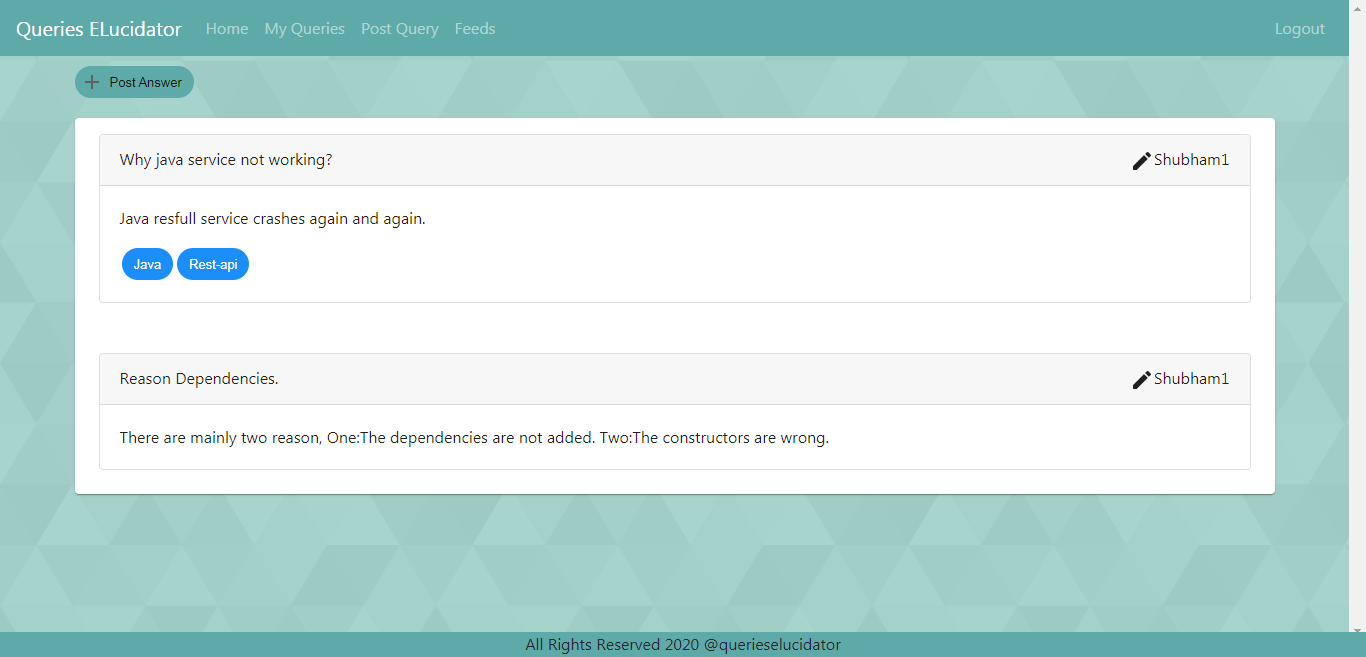 Queries ELucidator Home My Queries Post Query Feeds Logout
Post Answer
Why java service not working? Shubham1
Java resfull service crashes again and again.
Java Rest-api
Reason Dependencies. Shubham1
There are mainly two reason, One:The dependencies are not added. Two:The constructors are wrong.
All Rights Reserved 2020 @querieselucidator